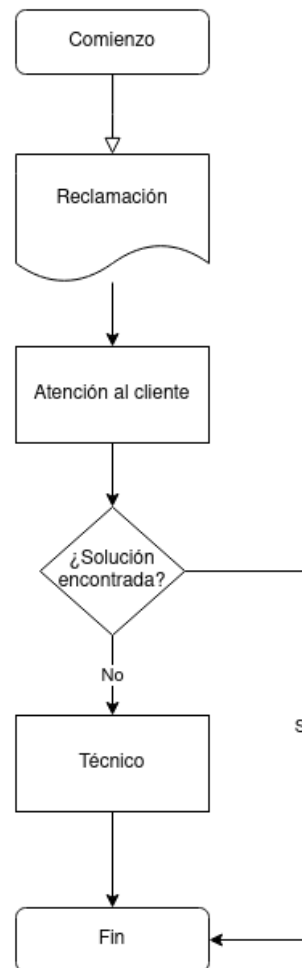 Comienzo
Reclamación
Atención al cliente
¿Solución
encontrada?
No
S
Técnico
Fin